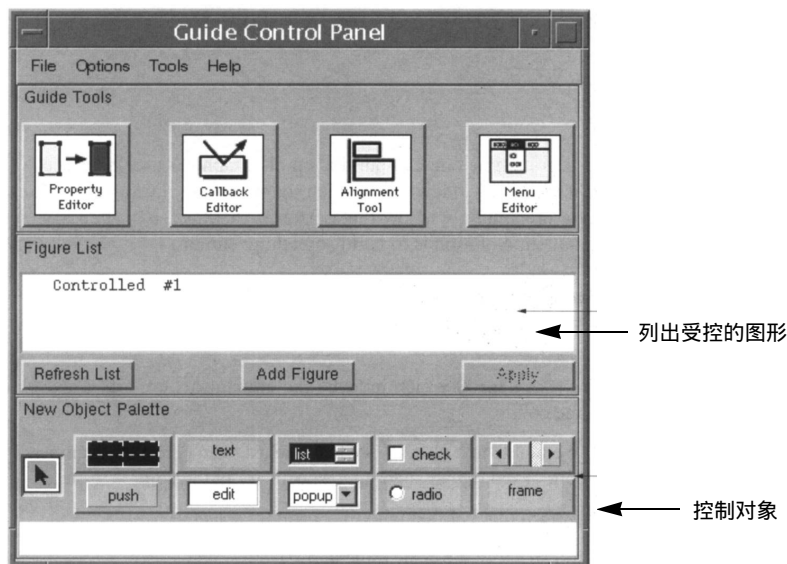 Guide Control Panel
File Options Tools Help
Guide Tools
Property
Editor
Callback
Editor
Alignment
Tool
Menu
Editor
Figure List
Controlled #1
列出受控的图形
Refresh List Add Figure Apply
New Object Palette
text list check
push edit popup radio frame
控制对象